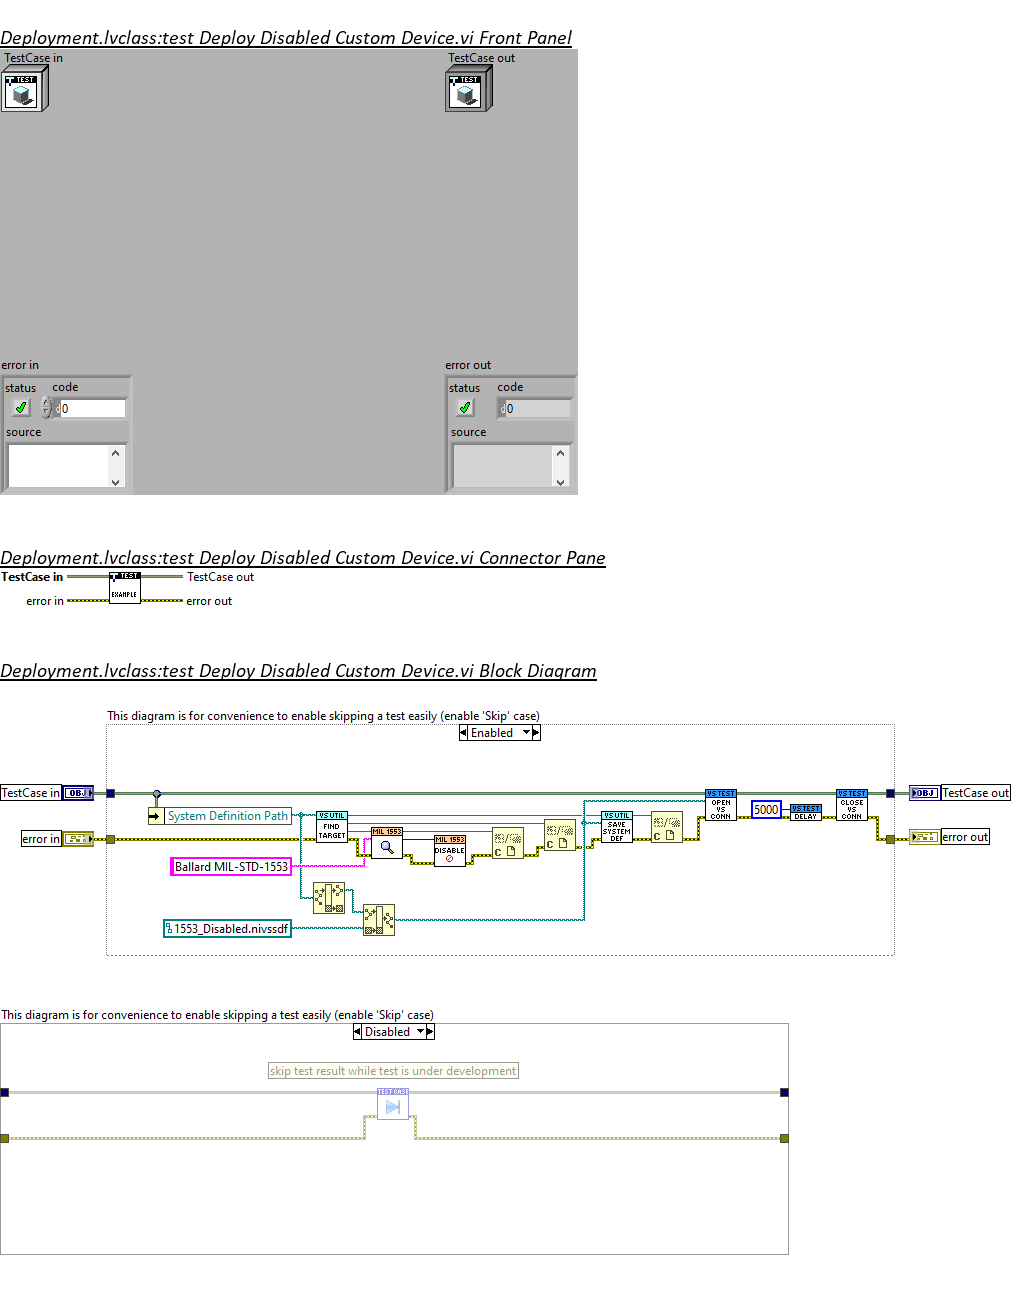 Deployment.lvclass:test Deploy Disabled Custom Device.vi Front Panel
TestCase in
TestCase out
TEST
TEST
error in
error out
status code
status code
0
0
source
source
Deployment.lvclass:test Deploy Disabled Custom Device.vi Connector Pane
TestCase in
TEST
TestCase out
error in
EXAMPLE
error out
Deployment.lvclass:test Deploy Disabled Custom Device.vi Block Diagram
This diagram is for convenience to enable skipping a test easily (enable 'Skip' case)
Enabled
TestCase in
OBJ
System Definition Path
VS UTIL
FIND
TARGET
MIL 1553
MIL 1553
DISABLE
VS UTIL
SAVE
SYSTEM
DEF
VS TEST
OPEN
VS
CONN
5000
VS TEST
DELAY
VS TEST
CLOSE
VS
CONN
OBJ
TestCase out
error in
error out
Ballard MIL-STD-1553
1553_Disabled.nivssdf
This diagram is for convenience to enable skipping a test easily (enable 'Skip' case)
Disabled
skip test result while test is under development
TEST CASE